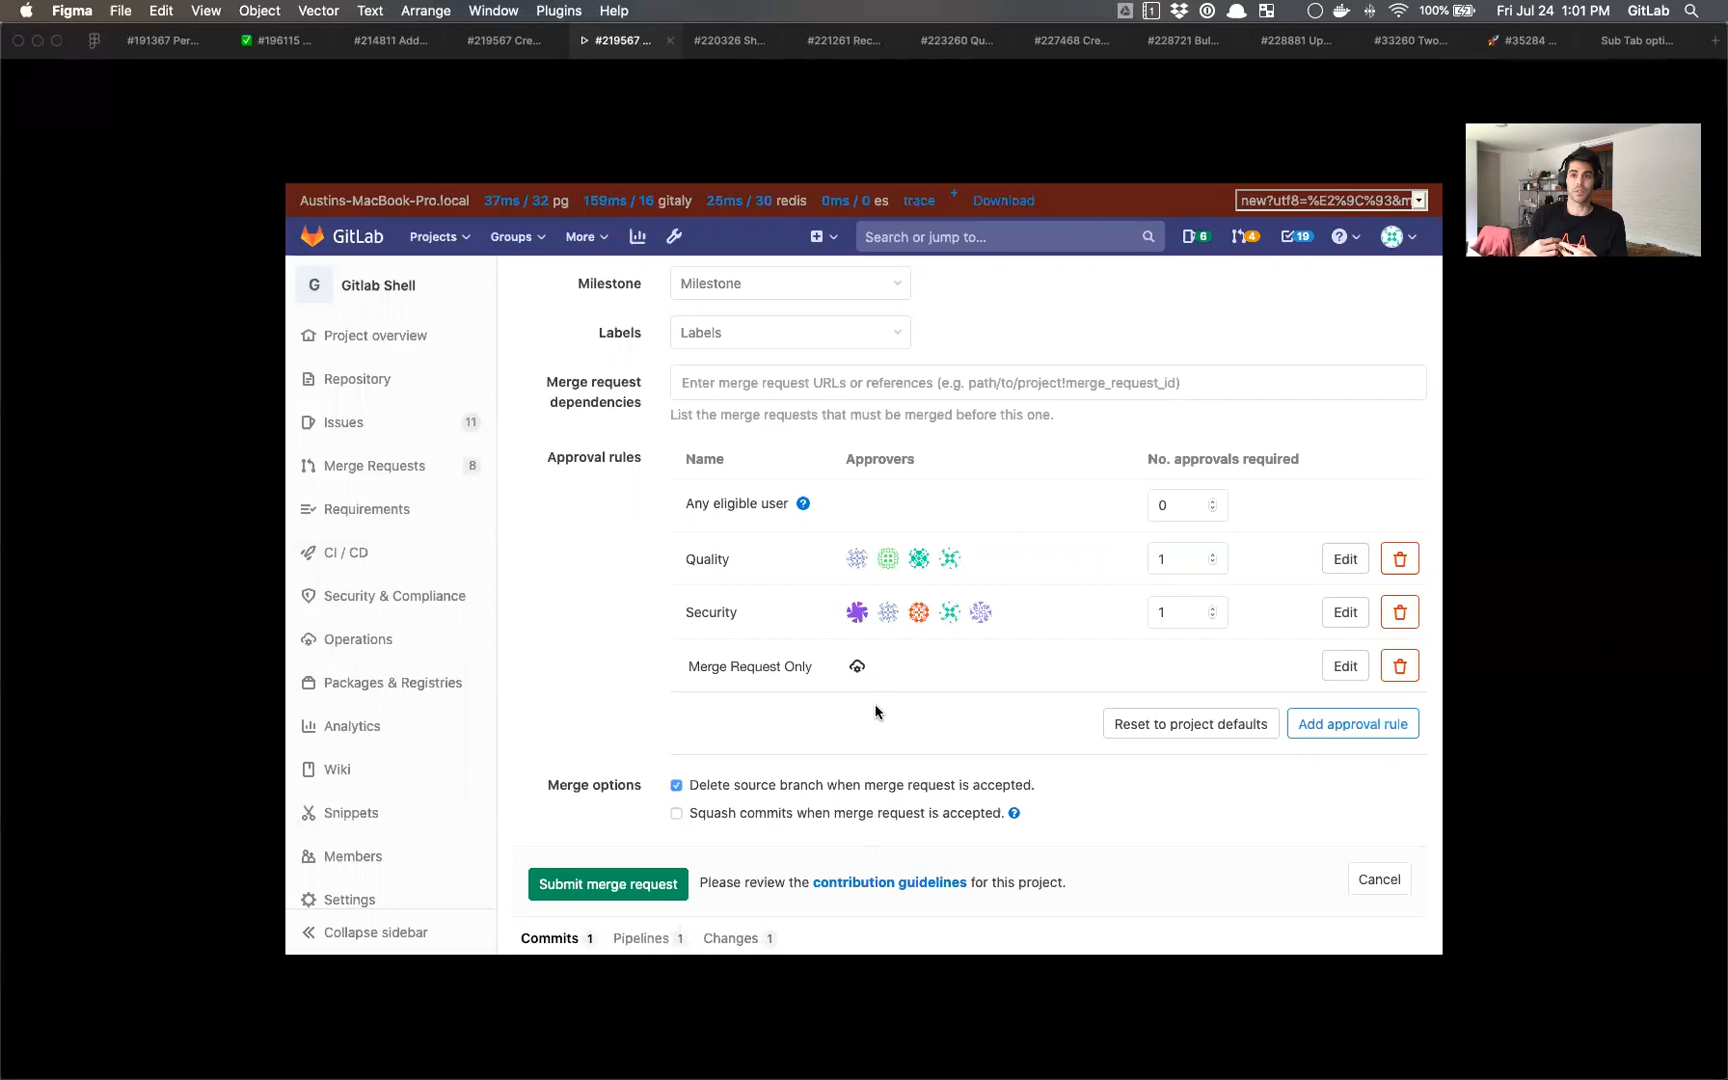 Figma File Edit View Object Vector Text Arrange Window Plugins Help 100% Fri Jul 24 1:01 PM GitLab
#191367 Per... #196115 ... #214811 Add... #219567 Cre... #219567 ... #220326 Sh... #221261 Rec... #223260 Qu... #227468 Cre... #228721 Bul... #228881 Up... #33260 Two... #35284 ... Sub Tab opti...
Austins-MacBook-Pro.local 37ms / 32 pg 159ms / 16 gitaly 25ms / 30 redis 0ms / 0 es trace + Download new?utf8=%E2%9C%93&m
GitLab Projects Groups More Search or jump to... 6 4 19
G Gitlab Shell
Project overview
Repository
Issues 11
Merge Requests 8
Requirements
CI / CD
Security & Compliance
Operations
Packages & Registries
Analytics
Wiki
Snippets
Members
Settings
Collapse sidebar
Milestone Milestone
Labels Labels
Merge request
dependencies
Enter merge request URLs or references (e.g. path/to/project!merge_request_id)
List the merge requests that must be merged before this one.
Approval rules Name Approvers No. approvals required
Any eligible user ? 0
Quality 1 Edit
Security 1 Edit
Merge Request Only Edit
Reset to project defaults Add approval rule
Merge options Delete source branch when merge request is accepted.
Squash commits when merge request is accepted. ?
Submit merge request Please review the contribution guidelines for this project. Cancel
Commits 1 Pipelines 1 Changes 1